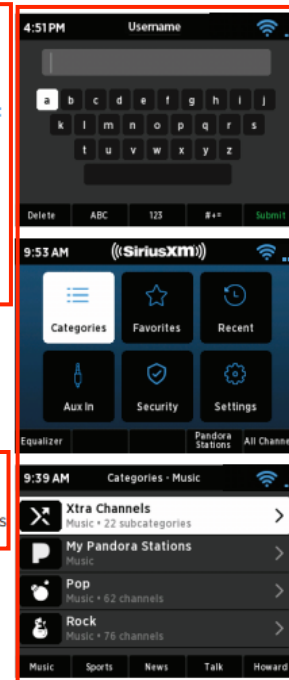 4:51 PM Username
a b c d e f g h i j
k l m n o p q r s
t u v w x y z
Delete ABC 123 #+= Submit
9:53 AM ((SiriusXM))
Categories Favorites Recent
Aux In Security Settings
Equalizer Pandora Stations All Channe
9:39 AM Categories - Music
Xtra Channels
Music • 22 subcategories
My Pandora Stations
Music
Pop
Music • 62 channels
Rock
Music • 76 channels
Music Sports News Talk Howard
s